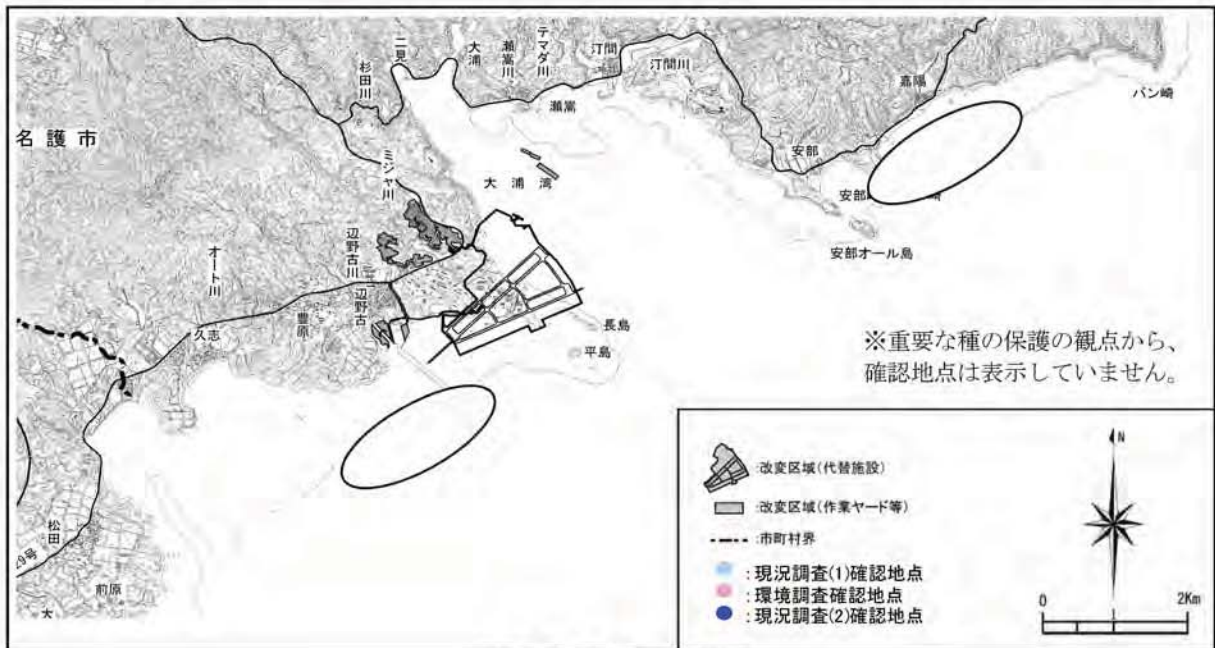 名護市
杉田川
二見
大浦
瀬嵩川
テマダ川
汀間
汀間川
瀬嵩
嘉陽
バン崎
安部
安部
崎
安部オール島
大浦湾
ミジャ川
辺野古川
辺野古
オート川
豊原
久志
長島
平島
松田
前原
大
29号
※重要な種の保護の観点から、
確認地点は表示していません。
:改変区域(代替施設)
:改変区域(作業ヤード等)
:市町村界
:現況調査(1)確認地点
:環境調査確認地点
:現況調査(2)確認地点
N
0 2Km